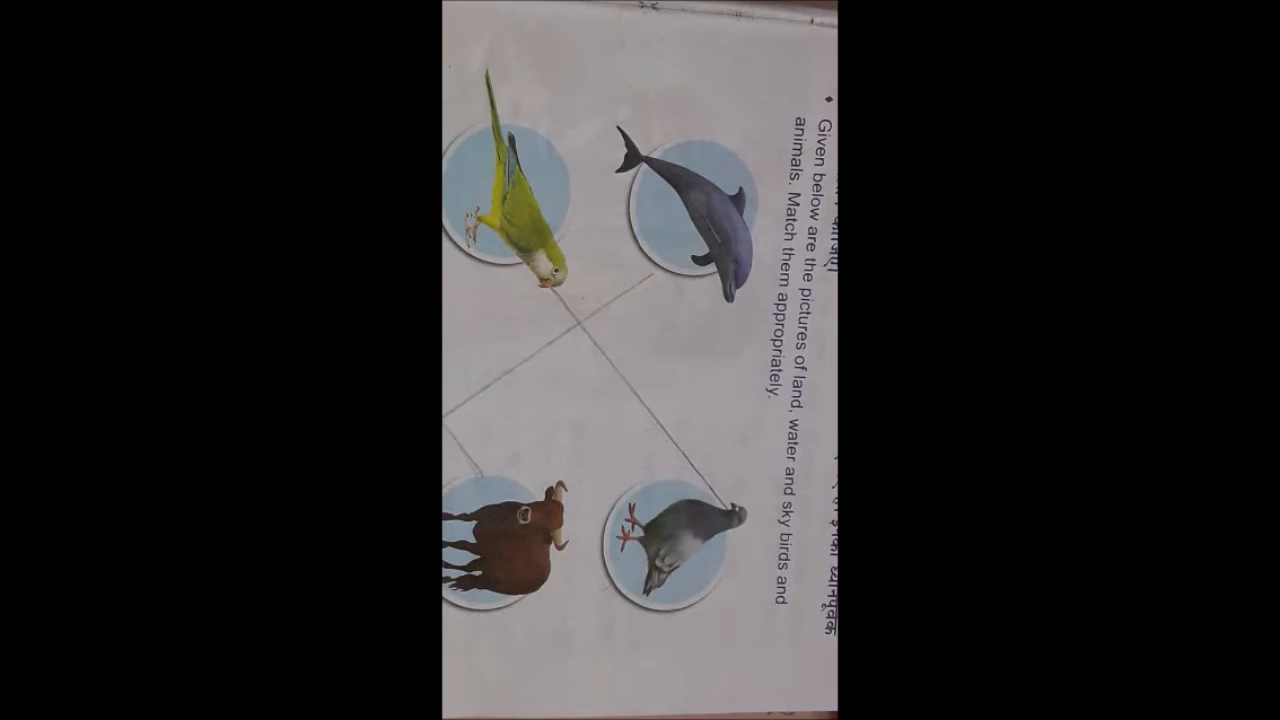 Given below are the pictures of land, water and sky birds and
animals. Match them appropriately.